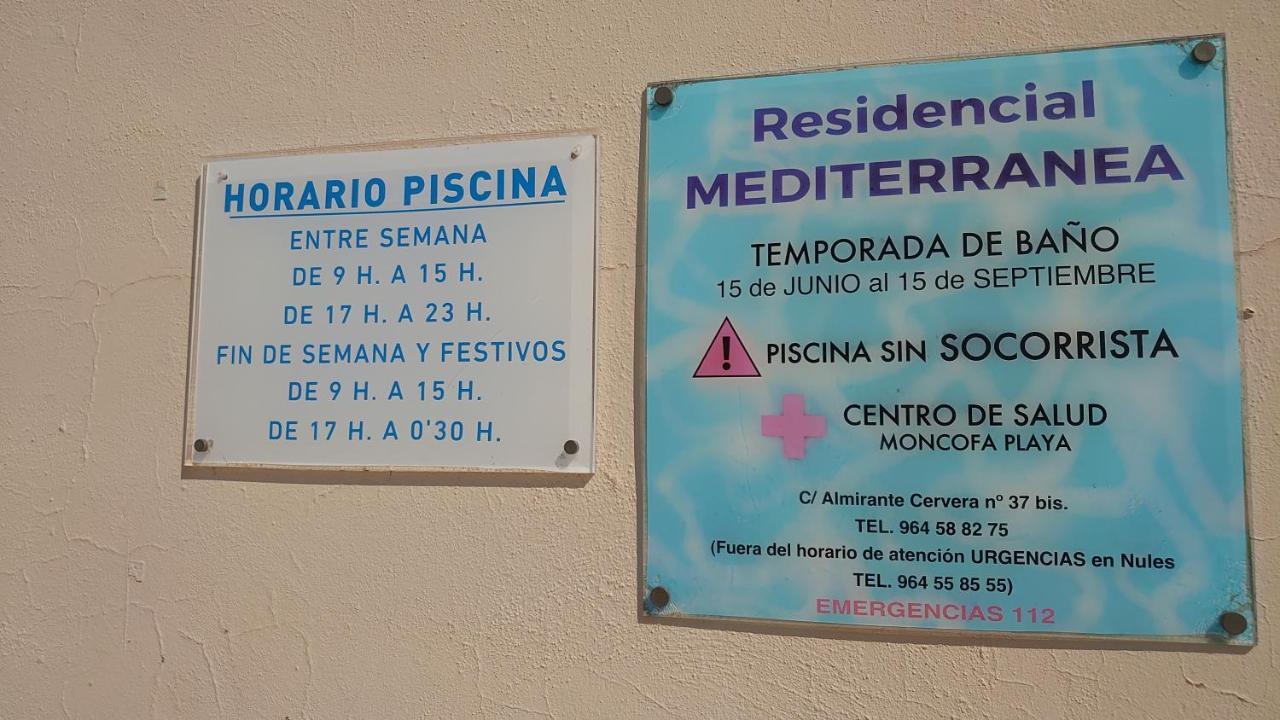 HORARIO PISCINA
ENTRE SEMANA
DE 9 H. A 15 H.
DE 17 H. A 23 H.
FIN DE SEMANA Y FESTIVOS
DE 9 H. A 15 H.
DE 17 H. A 0'30 H.
Residencial
MEDITERRANEA
TEMPORADA DE BAÑO
15 de JUNIO al 15 de SEPTIEMBRE
! PISCINA SIN SOCORRISTA
CENTRO DE SALUD
MONCOFA PLAYA
C/ Almirante Cervera nº 37 bis.
TEL. 964 58 82 75
(Fuera del horario de atención URGENCIAS en Nules
TEL. 964 55 85 55)
EMERGENCIAS 112